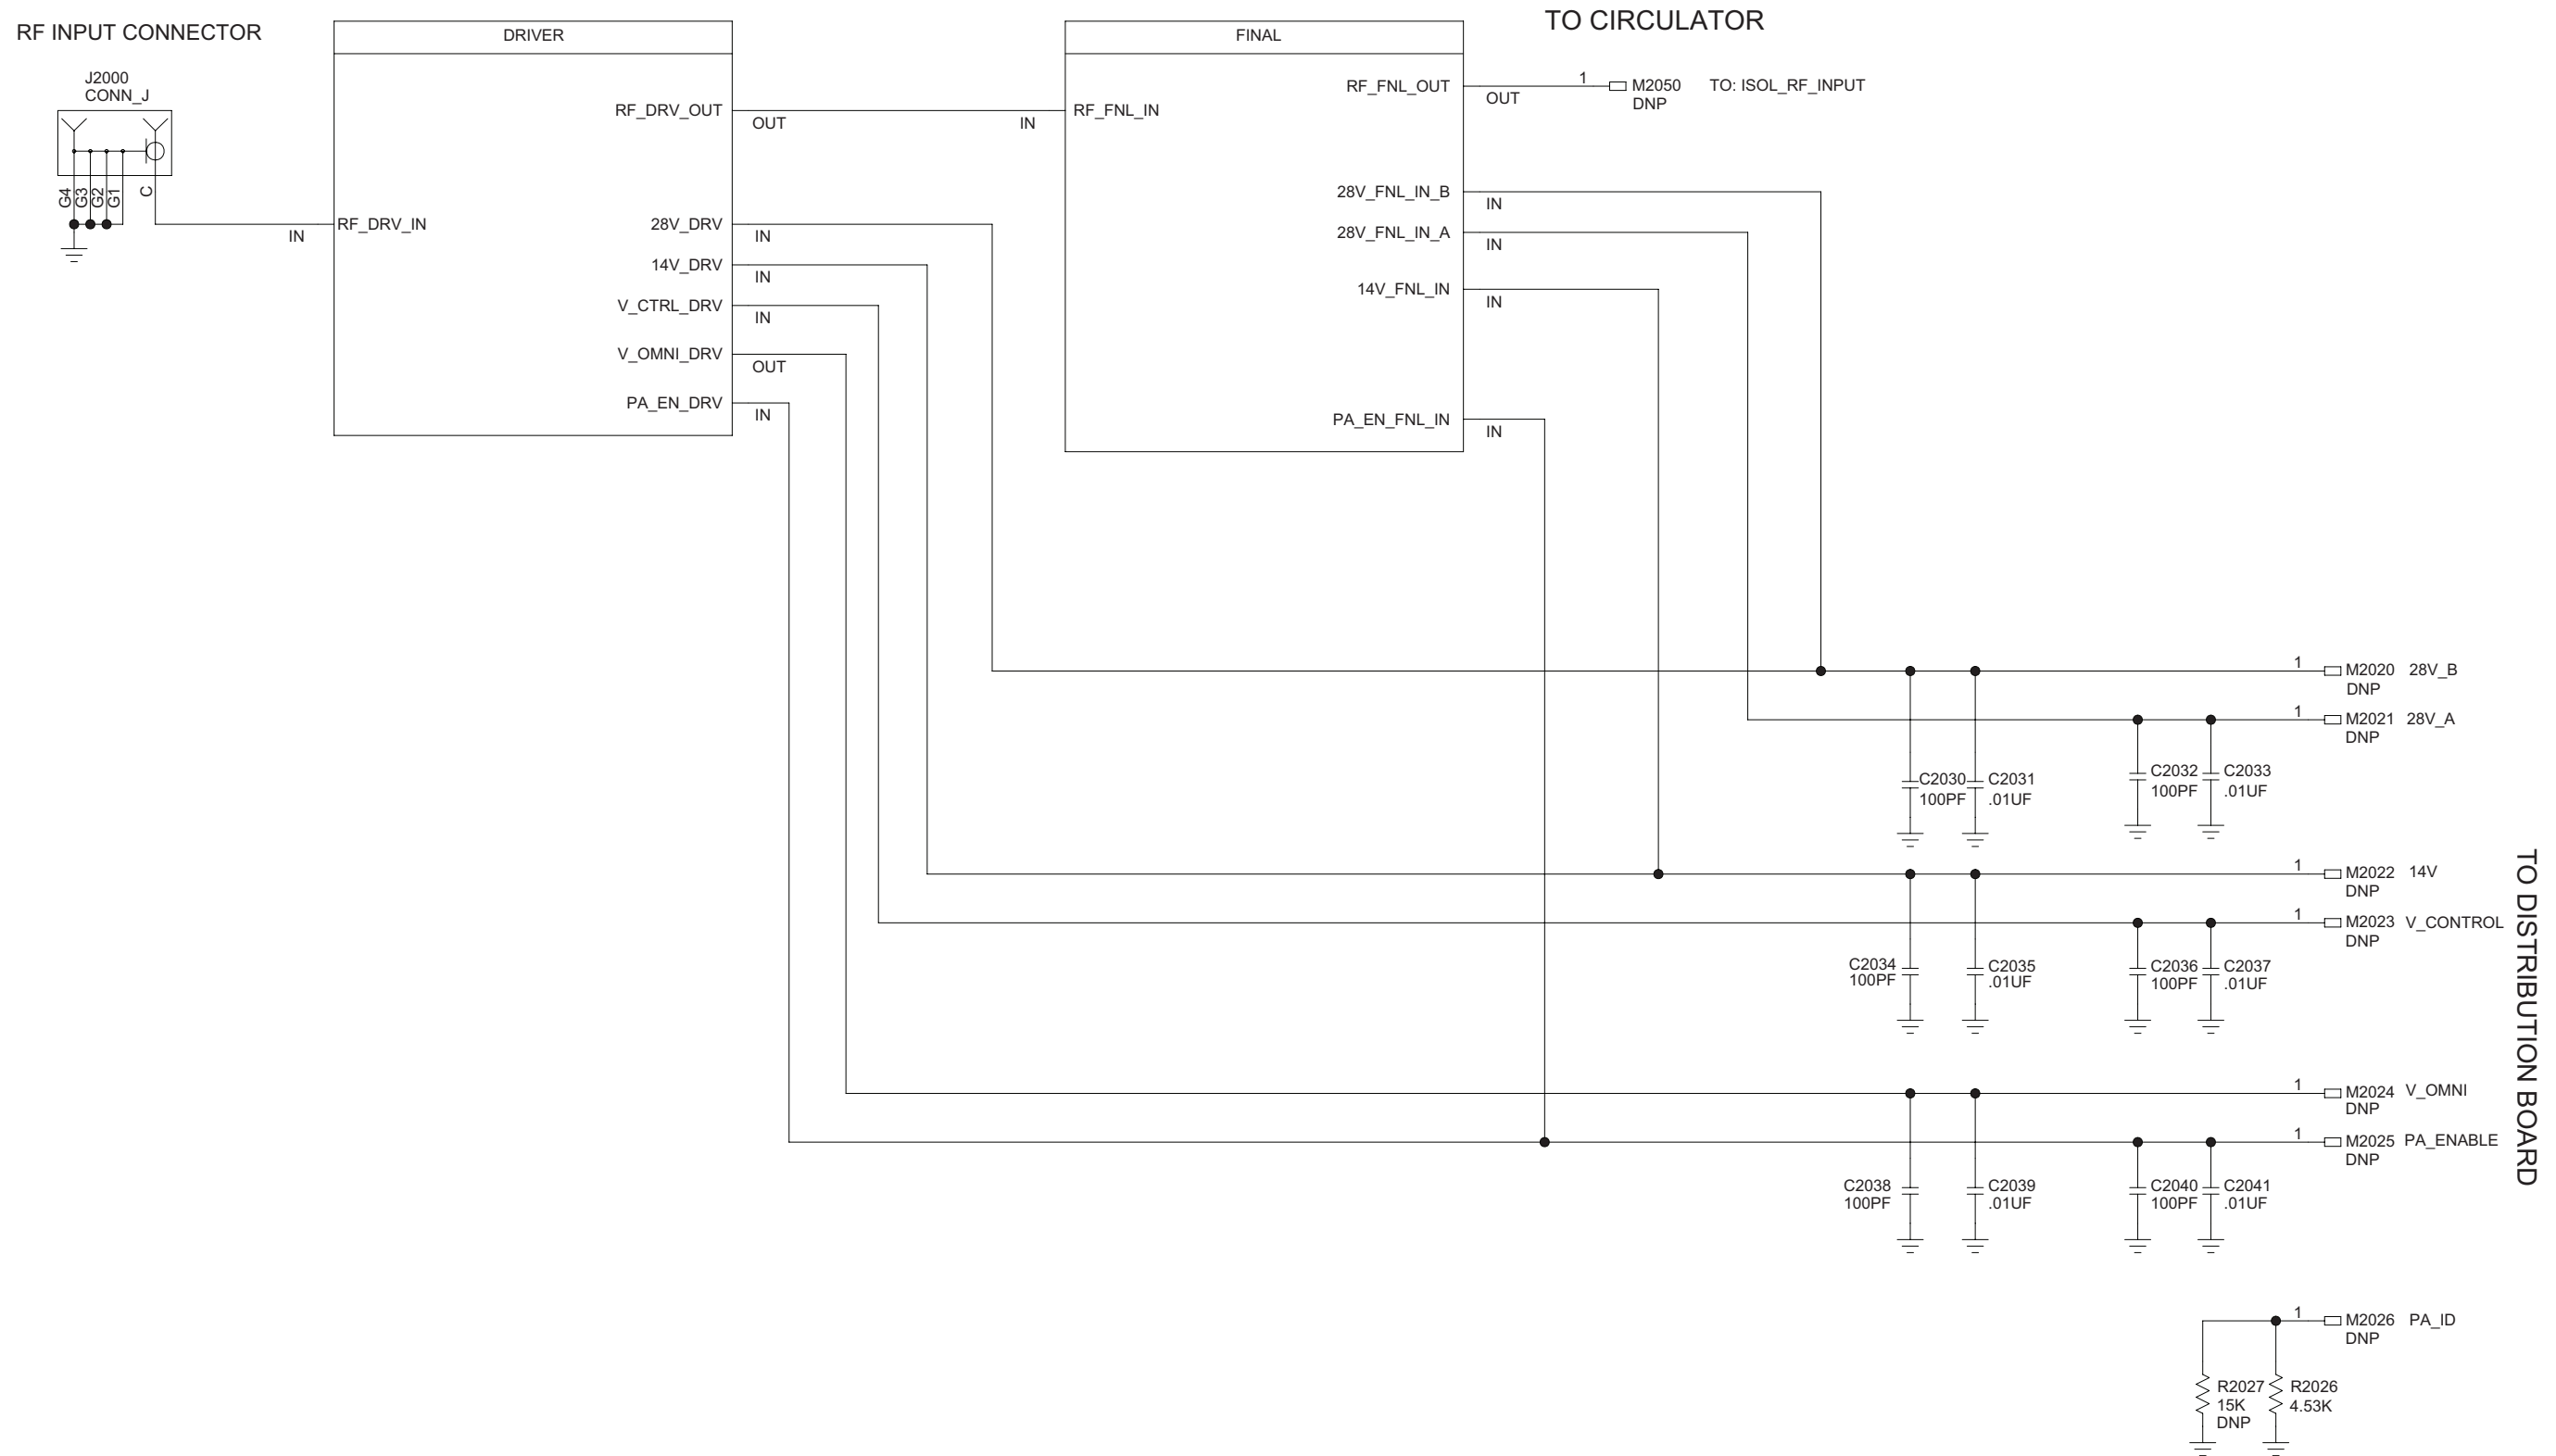 RF INPUT CONNECTOR
J2000
CONN_J
G4
G3
G2
G1
C
IN
DRIVER
RF_DRV_IN
RF_DRV_OUT
OUT
28V_DRV
IN
14V_DRV
IN
V_CTRL_DRV
IN
V_OMNI_DRV
OUT
PA_EN_DRV
IN
IN
FINAL
RF_FNL_IN
RF_FNL_OUT
OUT
28V_FNL_IN_B
IN
28V_FNL_IN_A
IN
14V_FNL_IN
IN
PA_EN_FNL_IN
IN
TO CIRCULATOR
1
M2050
DNP
TO: ISOL_RF_INPUT
1
M2020 28V_B
DNP
1
M2021 28V_A
DNP
C2030
100PF
C2031
.01UF
C2032
100PF
C2033
.01UF
1
M2022 14V
DNP
1
M2023 V_CONTROL
DNP
C2034
100PF
C2035
.01UF
C2036
100PF
C2037
.01UF
1
M2024 V_OMNI
DNP
1
M2025 PA_ENABLE
DNP
C2038
100PF
C2039
.01UF
C2040
100PF
C2041
.01UF
TO DISTRIBUTION BOARD
1
M2026 PA_ID
DNP
R2027
15K
DNP
R2026
4.53K